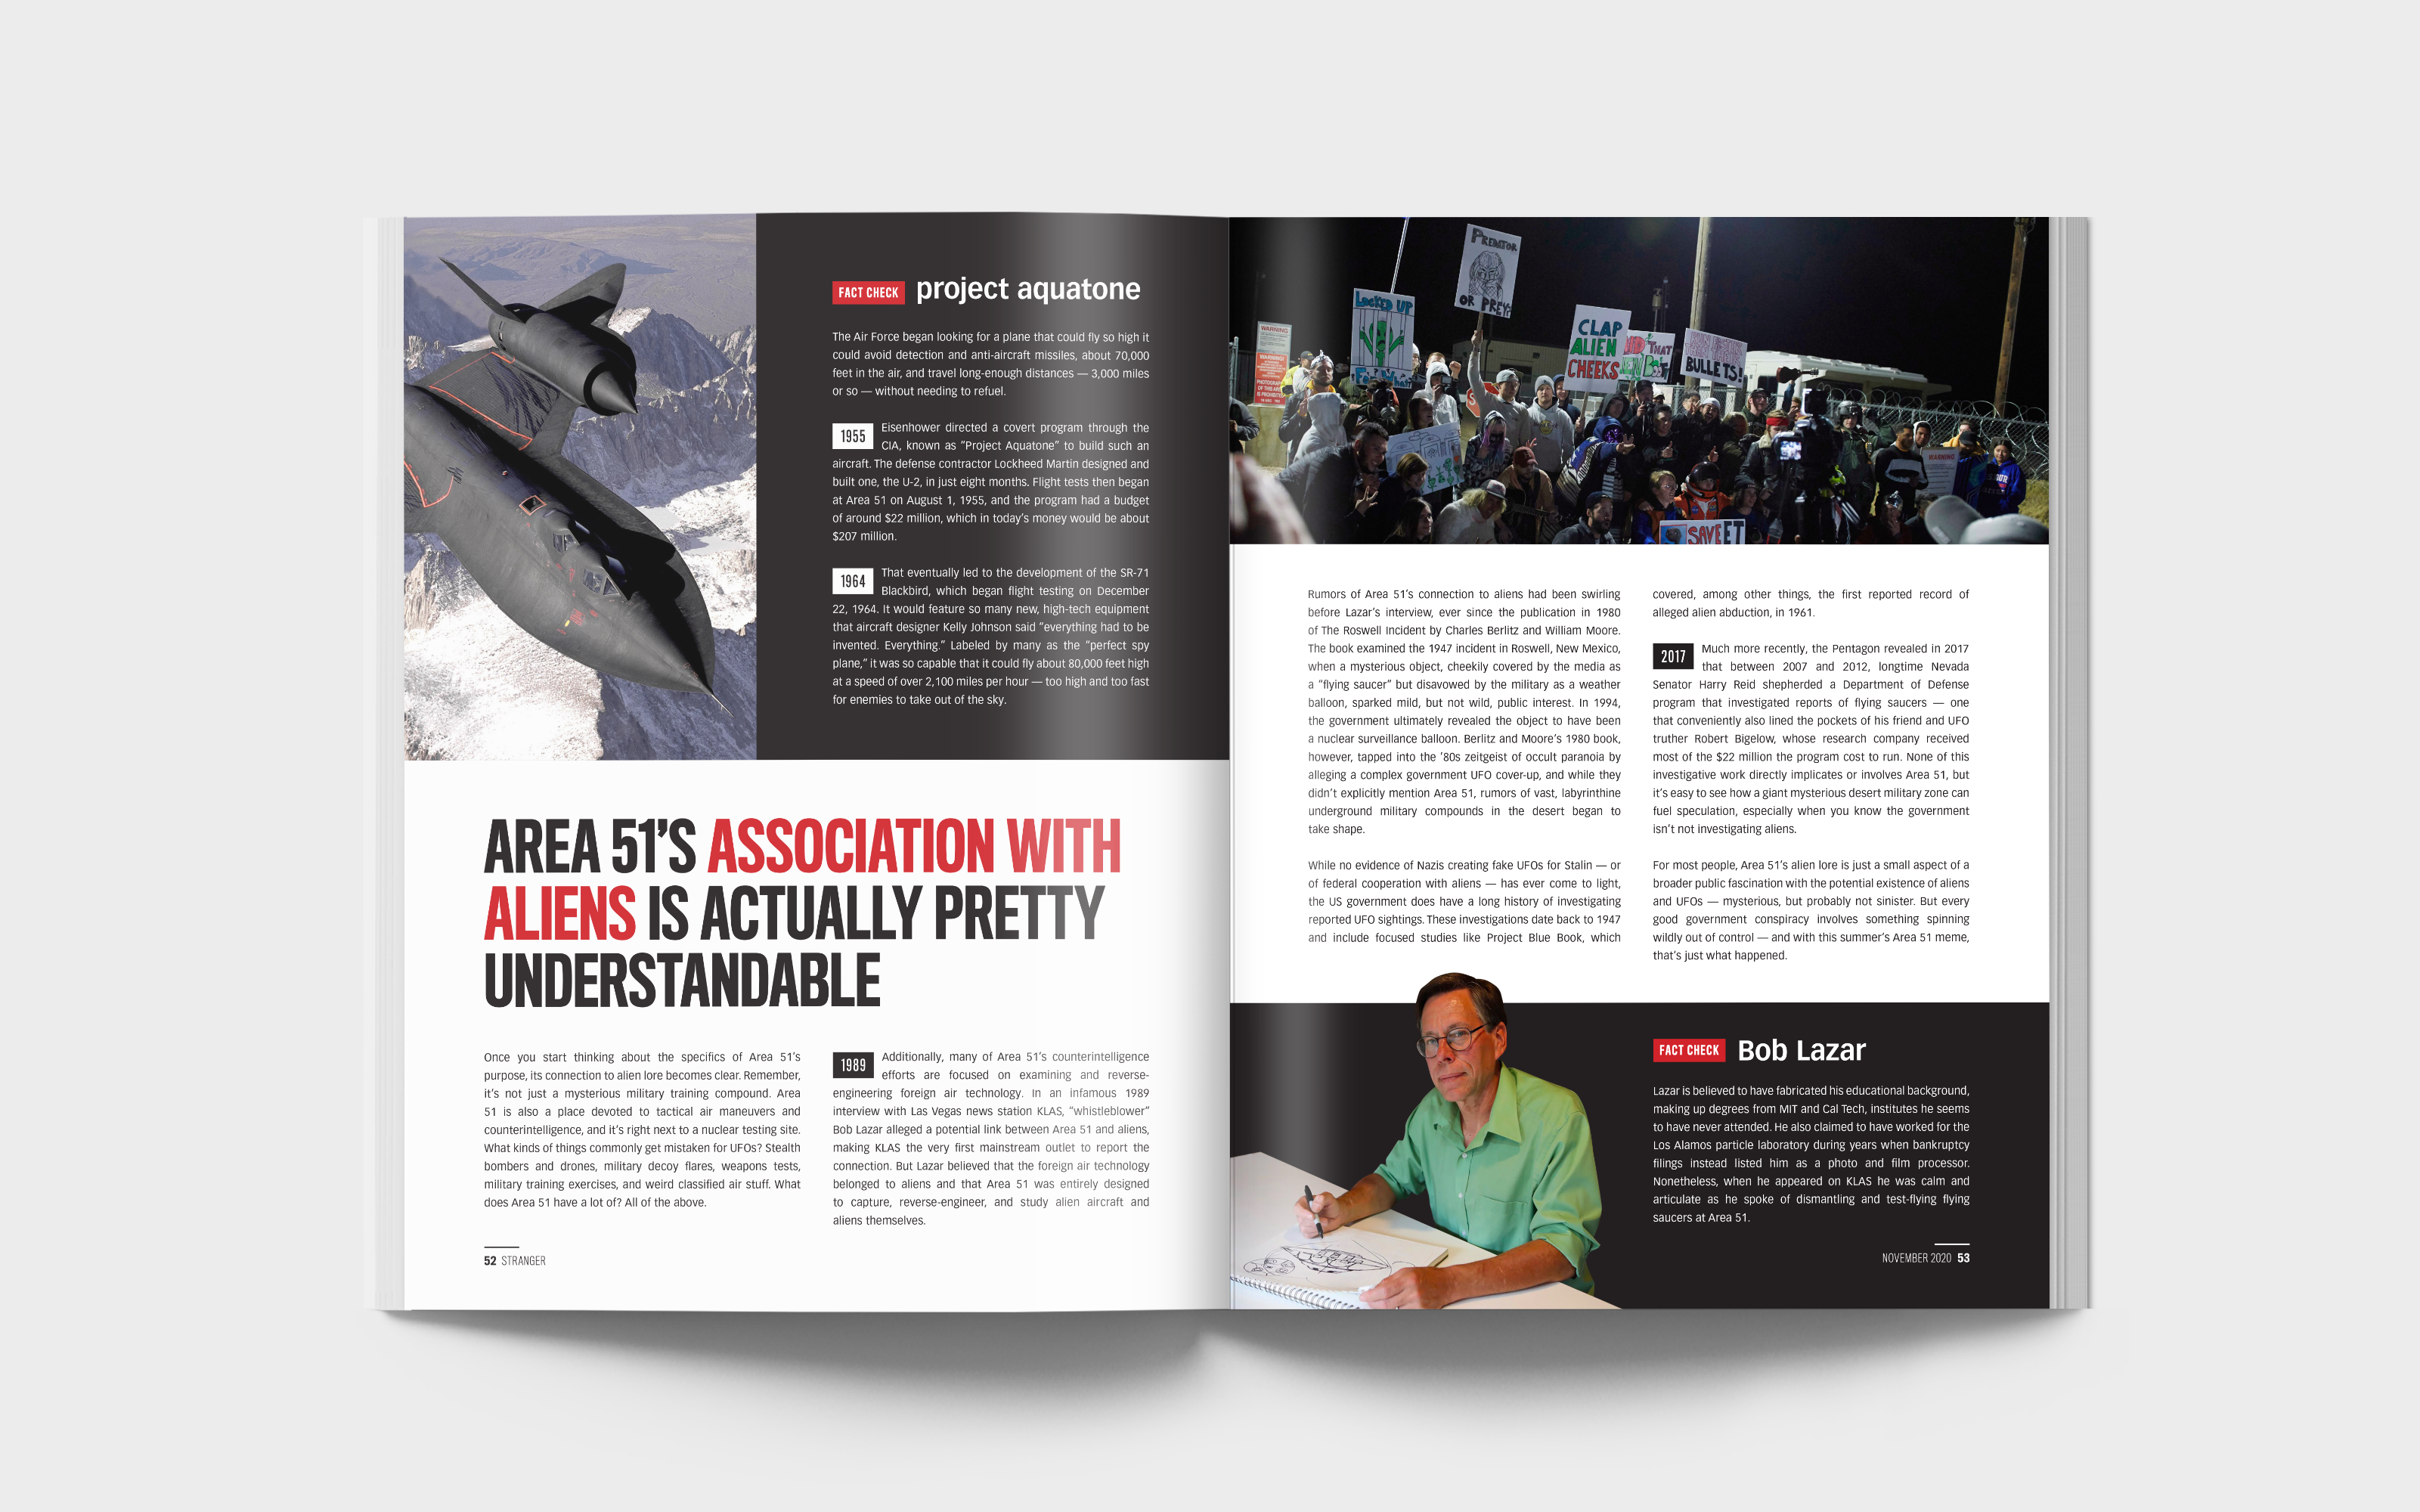 FACT CHECK project aquatone
The Air Force began looking for a plane that could fly so high it
could avoid detection and anti-aircraft missiles, about 70,000
feet in the air, and travel long-enough distances — 3,000 miles
or so — without needing to refuel.
1955 Eisenhower directed a covert program through the
CIA, known as “Project Aquatone” to build such an
aircraft. The defense contractor Lockheed Martin designed and
built one, the U-2, in just eight months. Flight tests then began
at Area 51 on August 1, 1955, and the program had a budget
of around $22 million, which in today’s money would be about
$207 million.
1964 That eventually led to the development of the SR-71
Blackbird, which began flight testing on December
22, 1964. It would feature so many new, high-tech equipment
that aircraft designer Kelly Johnson said “everything had to be
invented. Everything.” Labeled by many as the “perfect spy
plane,” it was so capable that it could fly about 80,000 feet high
at a speed of over 2,100 miles per hour — too high and too fast
for enemies to take out of the sky.
AREA 51’S ASSOCIATION WITH
ALIENS IS ACTUALLY PRETTY
UNDERSTANDABLE
Once you start thinking about the specifics of Area 51’s
purpose, its connection to alien lore becomes clear. Remember,
it’s not just a mysterious military training compound. Area
51 is also a place devoted to tactical air maneuvers and
counterintelligence, and it’s right next to a nuclear testing site.
What kinds of things commonly get mistaken for UFOs? Stealth
bombers and drones, military decoy flares, weapons tests,
military training exercises, and weird classified air stuff. What
does Area 51 have a lot of? All of the above.
1989 Additionally, many of Area 51’s counterintelligence
efforts are focused on examining and reverse-
engineering foreign air technology. In an infamous 1989
interview with Las Vegas news station KLAS, “whistleblower”
Bob Lazar alleged a potential link between Area 51 and aliens,
making KLAS the very first mainstream outlet to report the
connection. But Lazar believed that the foreign air technology
belonged to aliens and that Area 51 was entirely designed
to capture, reverse-engineer, and study alien aircraft and
aliens themselves.
52 STRANGER
PREDATOR
OR PREY?
LOCKED UP
CLAP
ALIEN
CHEEKS
THAT
BULLETS!
WARNING
WARNING!
SAVE ET
WARNING
Rumors of Area 51’s connection to aliens had been swirling
before Lazar’s interview, ever since the publication in 1980
of The Roswell Incident by Charles Berlitz and William Moore.
The book examined the 1947 incident in Roswell, New Mexico,
when a mysterious object, cheekily covered by the media as
a “flying saucer” but disavowed by the military as a weather
balloon, sparked mild, but not wild, public interest. In 1994,
the government ultimately revealed the object to have been
a nuclear surveillance balloon. Berlitz and Moore’s 1980 book,
however, tapped into the ’80s zeitgeist of occult paranoia by
alleging a complex government UFO cover-up, and while they
didn’t explicitly mention Area 51, rumors of vast, labyrinthine
underground military compounds in the desert began to
take shape.
While no evidence of Nazis creating fake UFOs for Stalin — or
of federal cooperation with aliens — has ever come to light,
the US government does have a long history of investigating
reported UFO sightings. These investigations date back to 1947
and include focused studies like Project Blue Book, which
covered, among other things, the first reported record of
alleged alien abduction, in 1961.
2017 Much more recently, the Pentagon revealed in 2017
that between 2007 and 2012, longtime Nevada
Senator Harry Reid shepherded a Department of Defense
program that investigated reports of flying saucers — one
that conveniently also lined the pockets of his friend and UFO
truther Robert Bigelow, whose research company received
most of the $22 million the program cost to run. None of this
investigative work directly implicates or involves Area 51, but
it’s easy to see how a giant mysterious desert military zone can
fuel speculation, especially when you know the government
isn’t not investigating aliens.
For most people, Area 51’s alien lore is just a small aspect of a
broader public fascination with the potential existence of aliens
and UFOs — mysterious, but probably not sinister. But every
good government conspiracy involves something spinning
wildly out of control — and with this summer’s Area 51 meme,
that’s just what happened.
FACT CHECK Bob Lazar
Lazar is believed to have fabricated his educational background,
making up degrees from MIT and Cal Tech, institutes he seems
to have never attended. He also claimed to have worked for the
Los Alamos particle laboratory during years when bankruptcy
filings instead listed him as a photo and film processor.
Nonetheless, when he appeared on KLAS he was calm and
articulate as he spoke of dismantling and test-flying flying
saucers at Area 51.
NOVEMBER 2020 53